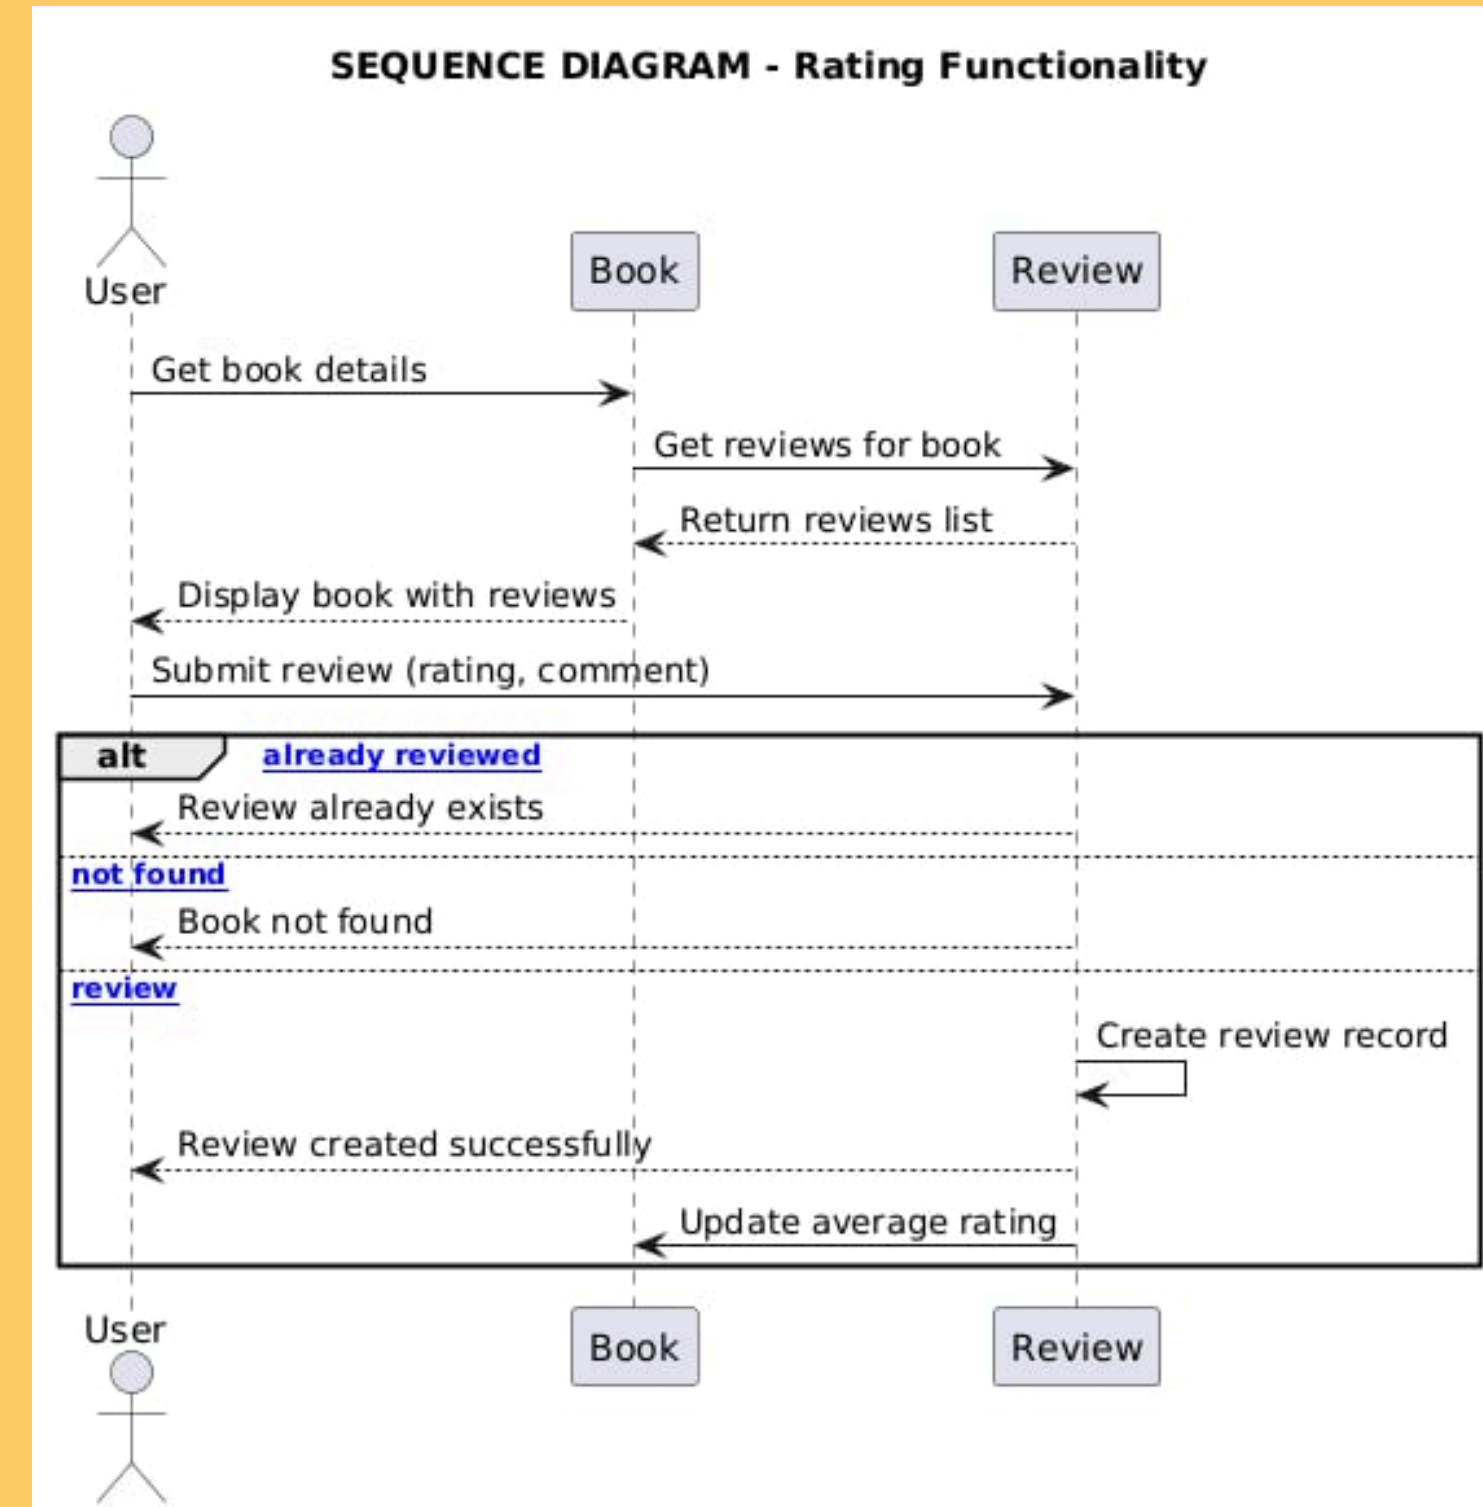 SEQUENCE DIAGRAM - Rating Functionality
User
Book
Review
Get book details
Get reviews for book
Return reviews list
Display book with reviews
Submit review (rating, comment)
alt
already reviewed
Review already exists
not found
Book not found
review
Create review record
Review created successfully
Update average rating
User
Book
Review